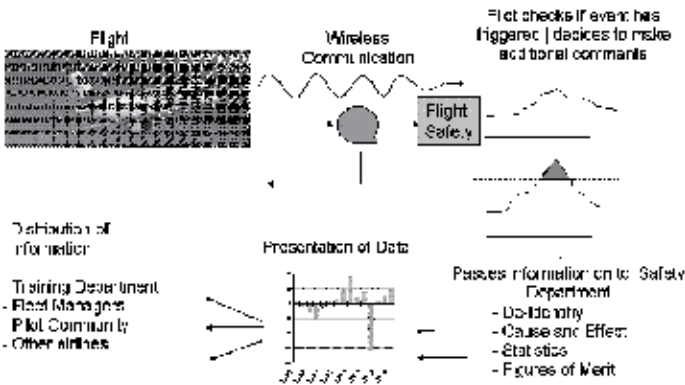 Flight
Wireless
Communication
Pilot checks if event has
triggered | decides to make
additional comments
Flight
Safety
Distribution of
Information
Training Department
- Fleet Managers
Pilot Community
- Other airlines
Presentation of Data
Passes information on to Safety
Department
- De-Identify
- Cause and Effect
- Statistics
- Figures of Merit